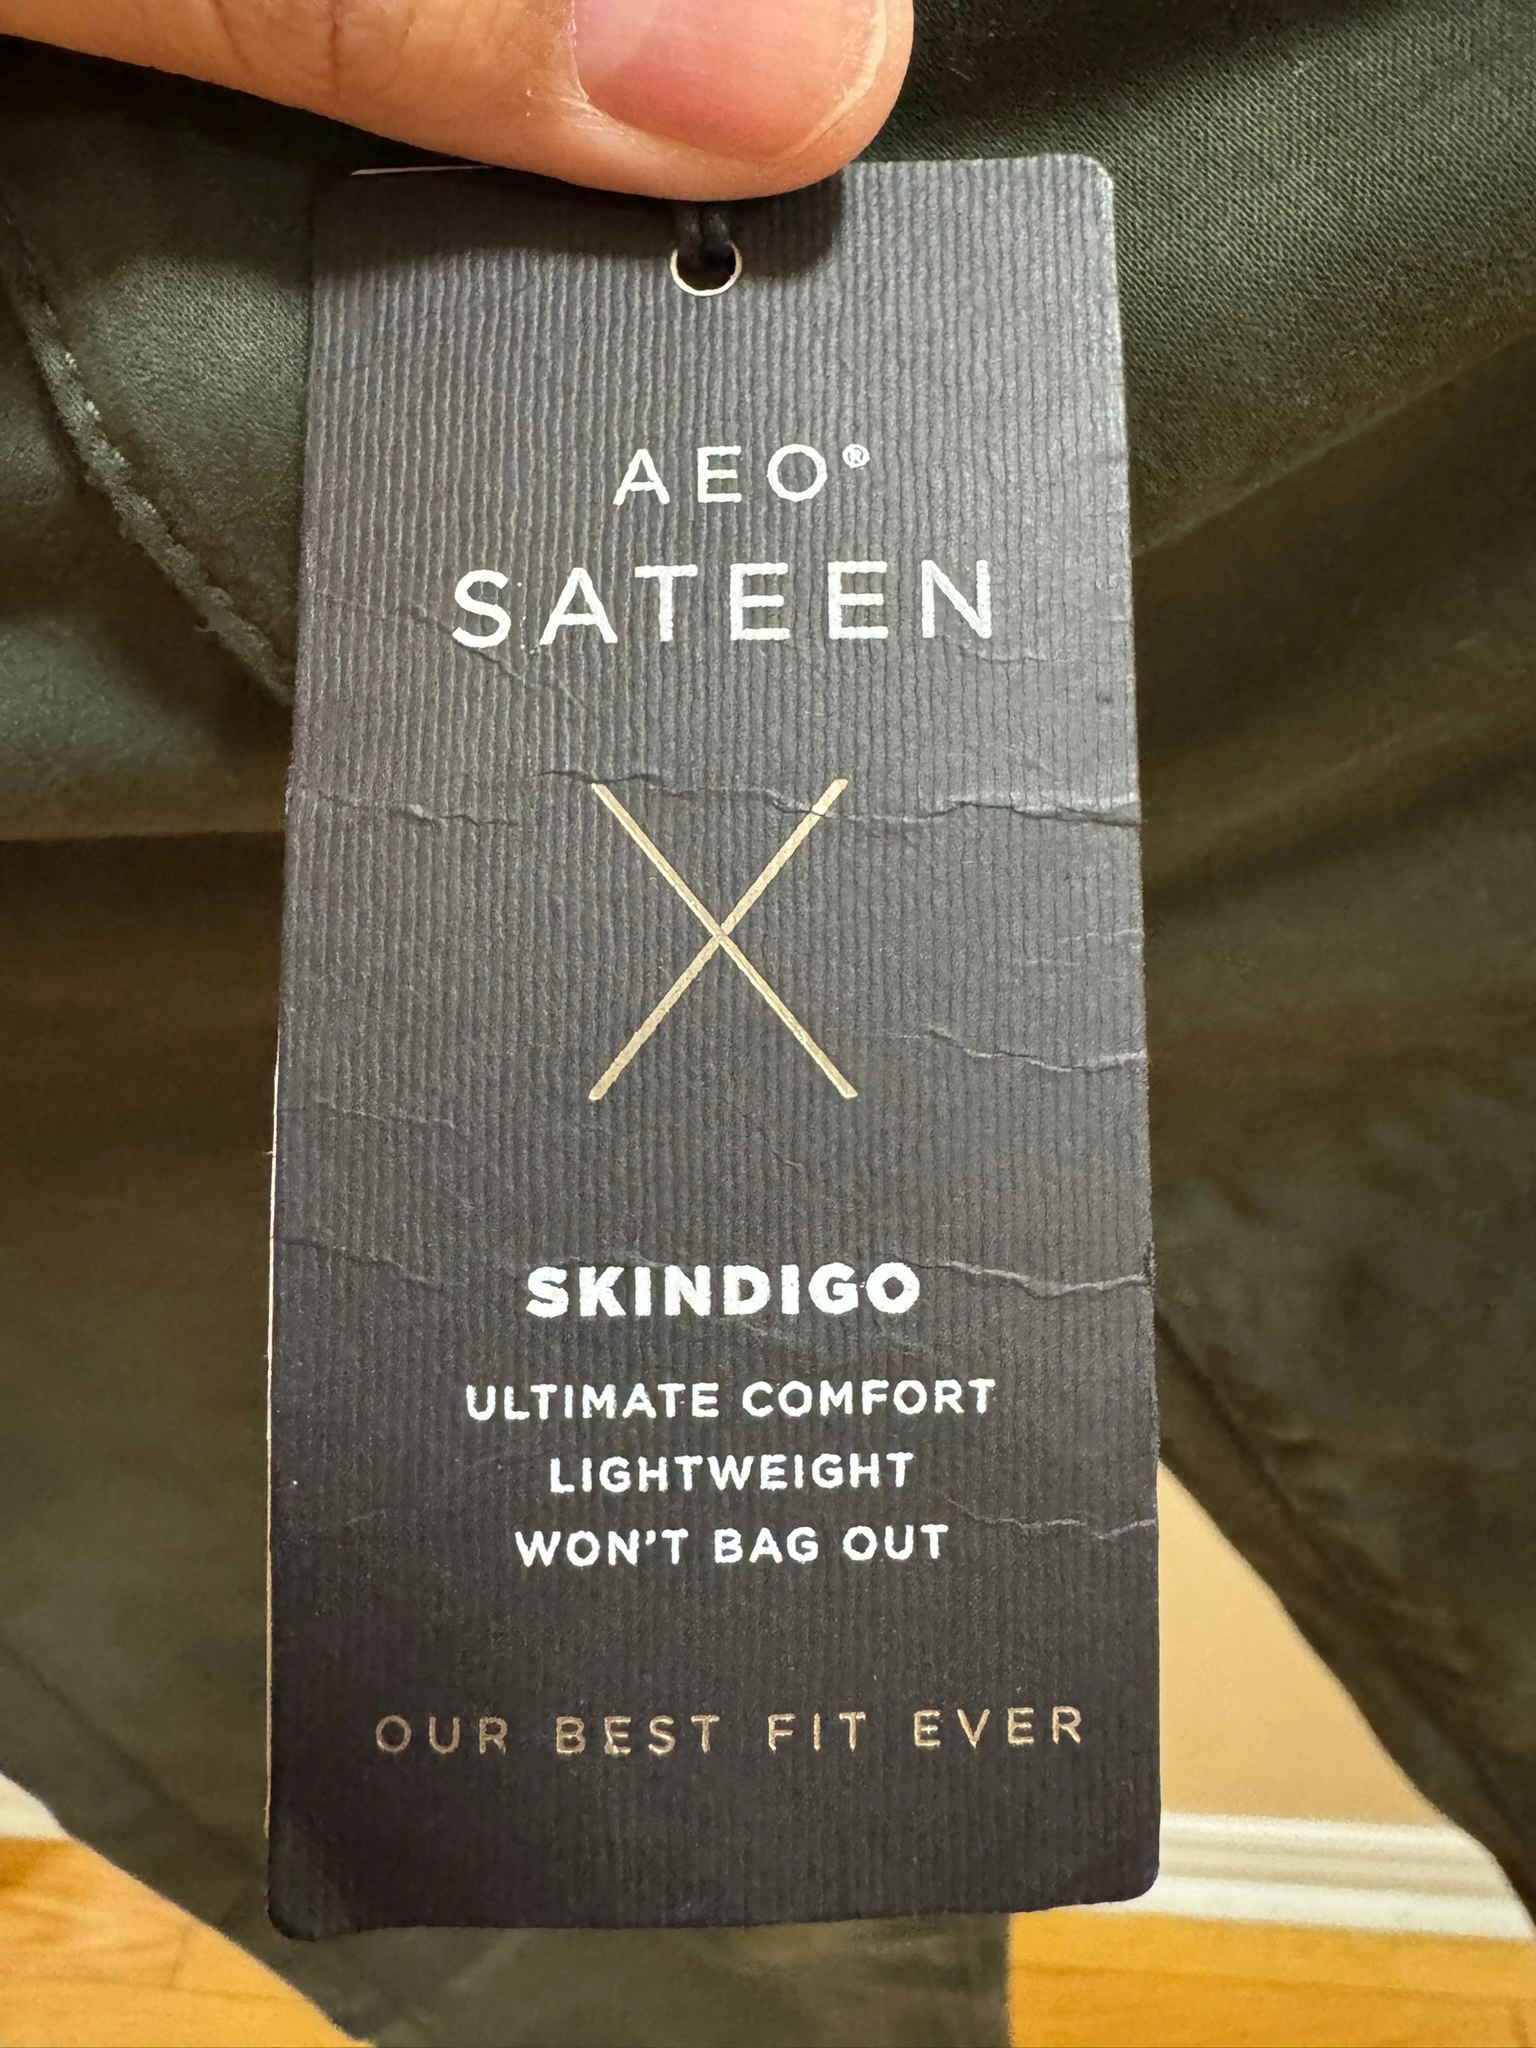 AEO®
SATEEN
X
SKINDIGO
ULTIMATE COMFORT
LIGHTWEIGHT
WON'T BAG OUT
OUR BEST FIT EVER